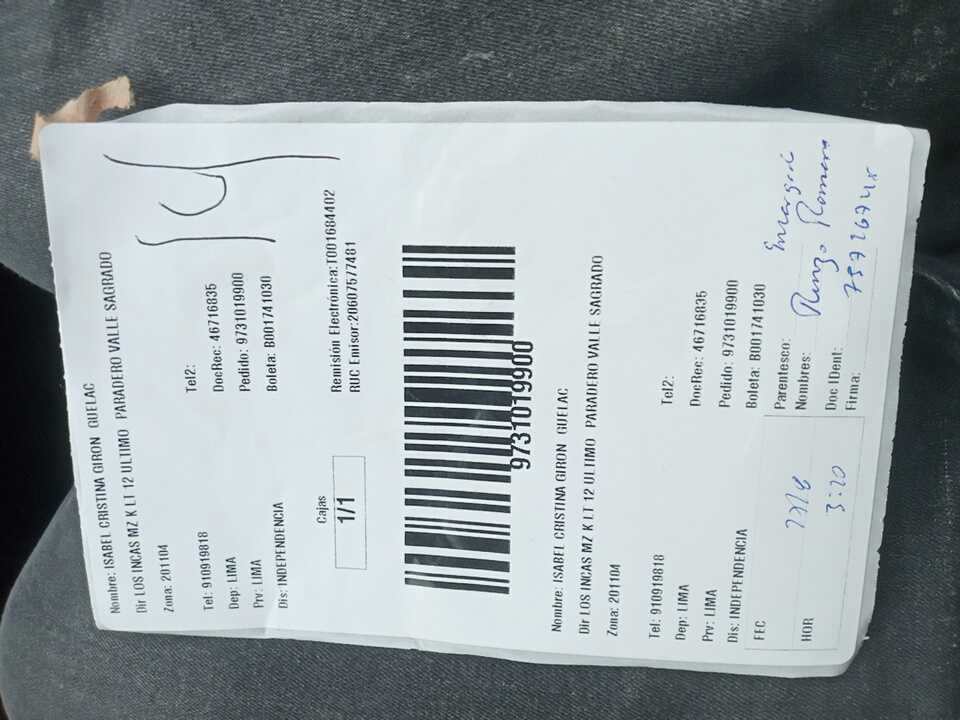 Nombre: ISABEL CRISTINA GIRON GUELAC
Dir LOS INCAS MZ K LT 12 ULTIMO PARADERO VALLE SAGRADO
Zona: 201104
Tel: 910919818 Tel2:
Dep: LIMA DocRec: 46716835
Prv: LIMA Pedido: 9731019900
Dis: INDEPENDENCIA Boleta: B001741030
Cajas
1/1
Remisión Electrónica:T001684402
RUC Emisor:20607577481
9731019900
Nombre: ISABEL CRISTINA GIRON GUELAC
Dir LOS INCAS MZ K LT 12 ULTIMO PARADERO VALLE SAGRADO
Zona: 201104
Tel: 910919818 Tel2:
Dep: LIMA DocRec: 46716835
Prv: LIMA Pedido: 9731019900
Dis: INDEPENDENCIA Boleta: B001741030
FEC Parentesco:
Nombres: Renzo Romero
HOR 3:20 Doc IDent:
Firma: